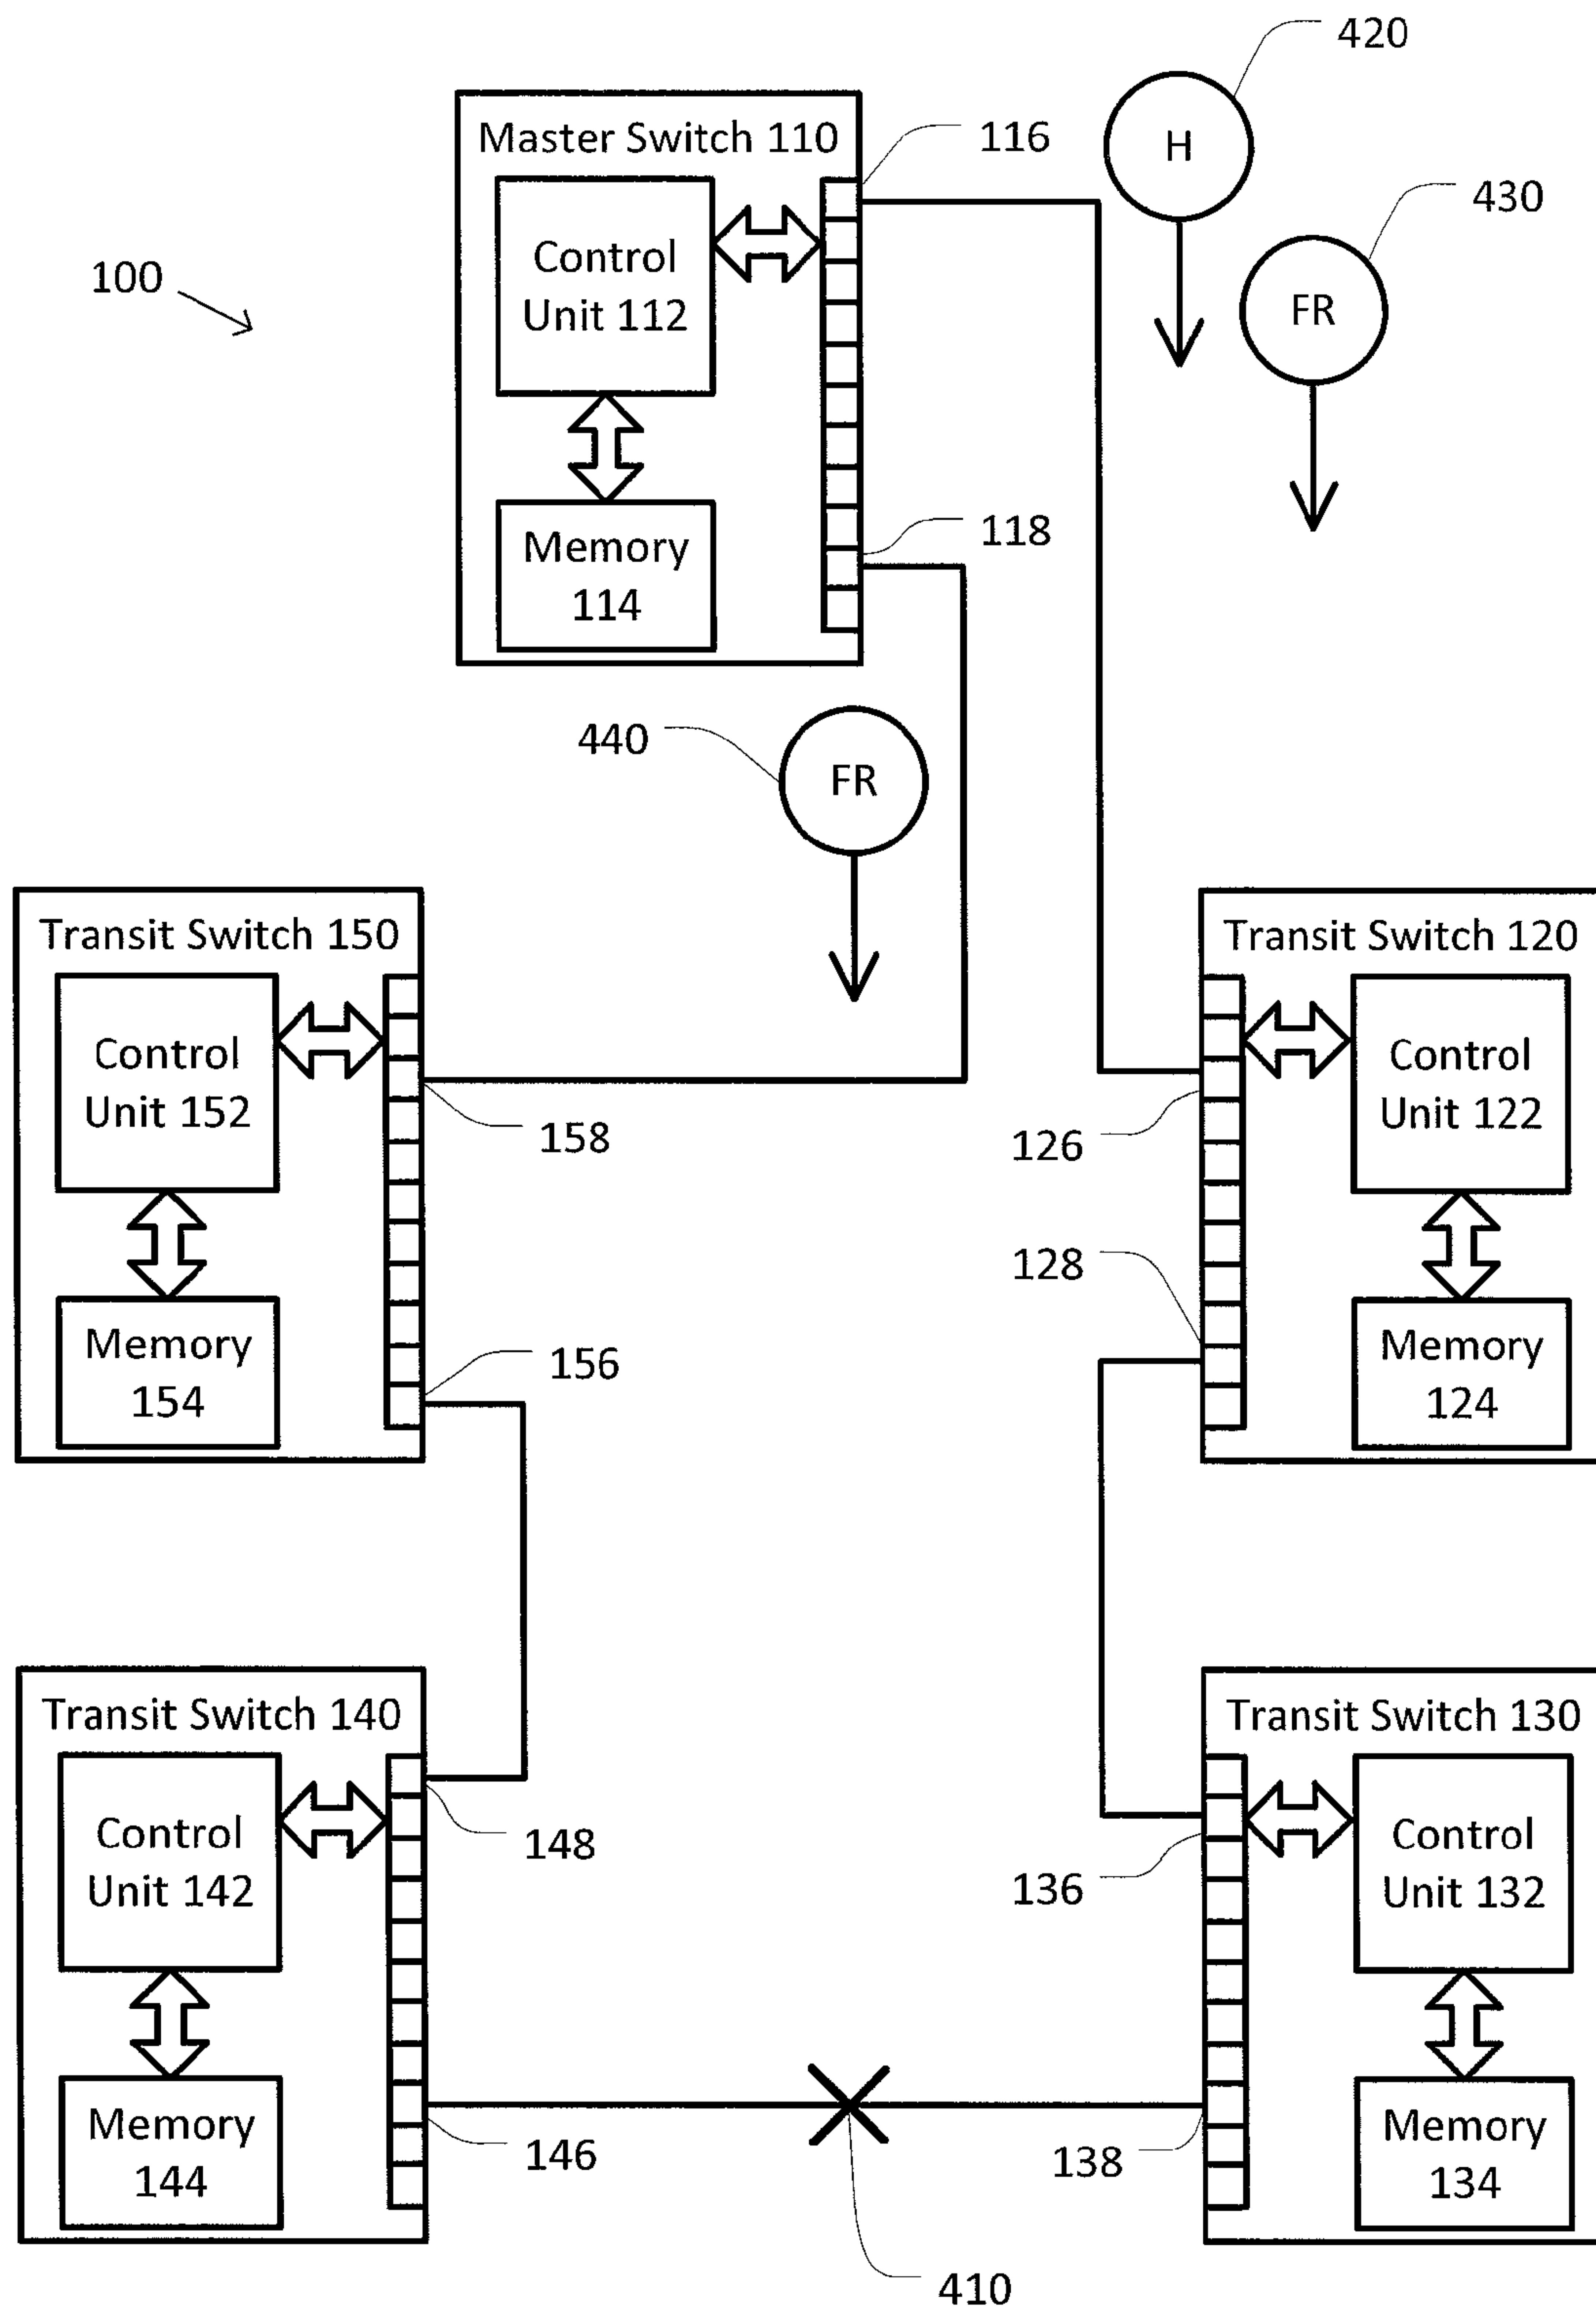 420
Master Switch 110
116
H
430
100
Control
Unit 112
FR
118
Memory
114
440
FR
Transit Switch 150
Transit Switch 120
Control
Unit 152
Control
Unit 122
158
126
128
Memory
154
156
Memory
124
Transit Switch 140
Transit Switch 130
Control
Unit 142
148
136
Control
Unit 132
Memory
144
146
138
Memory
134
410